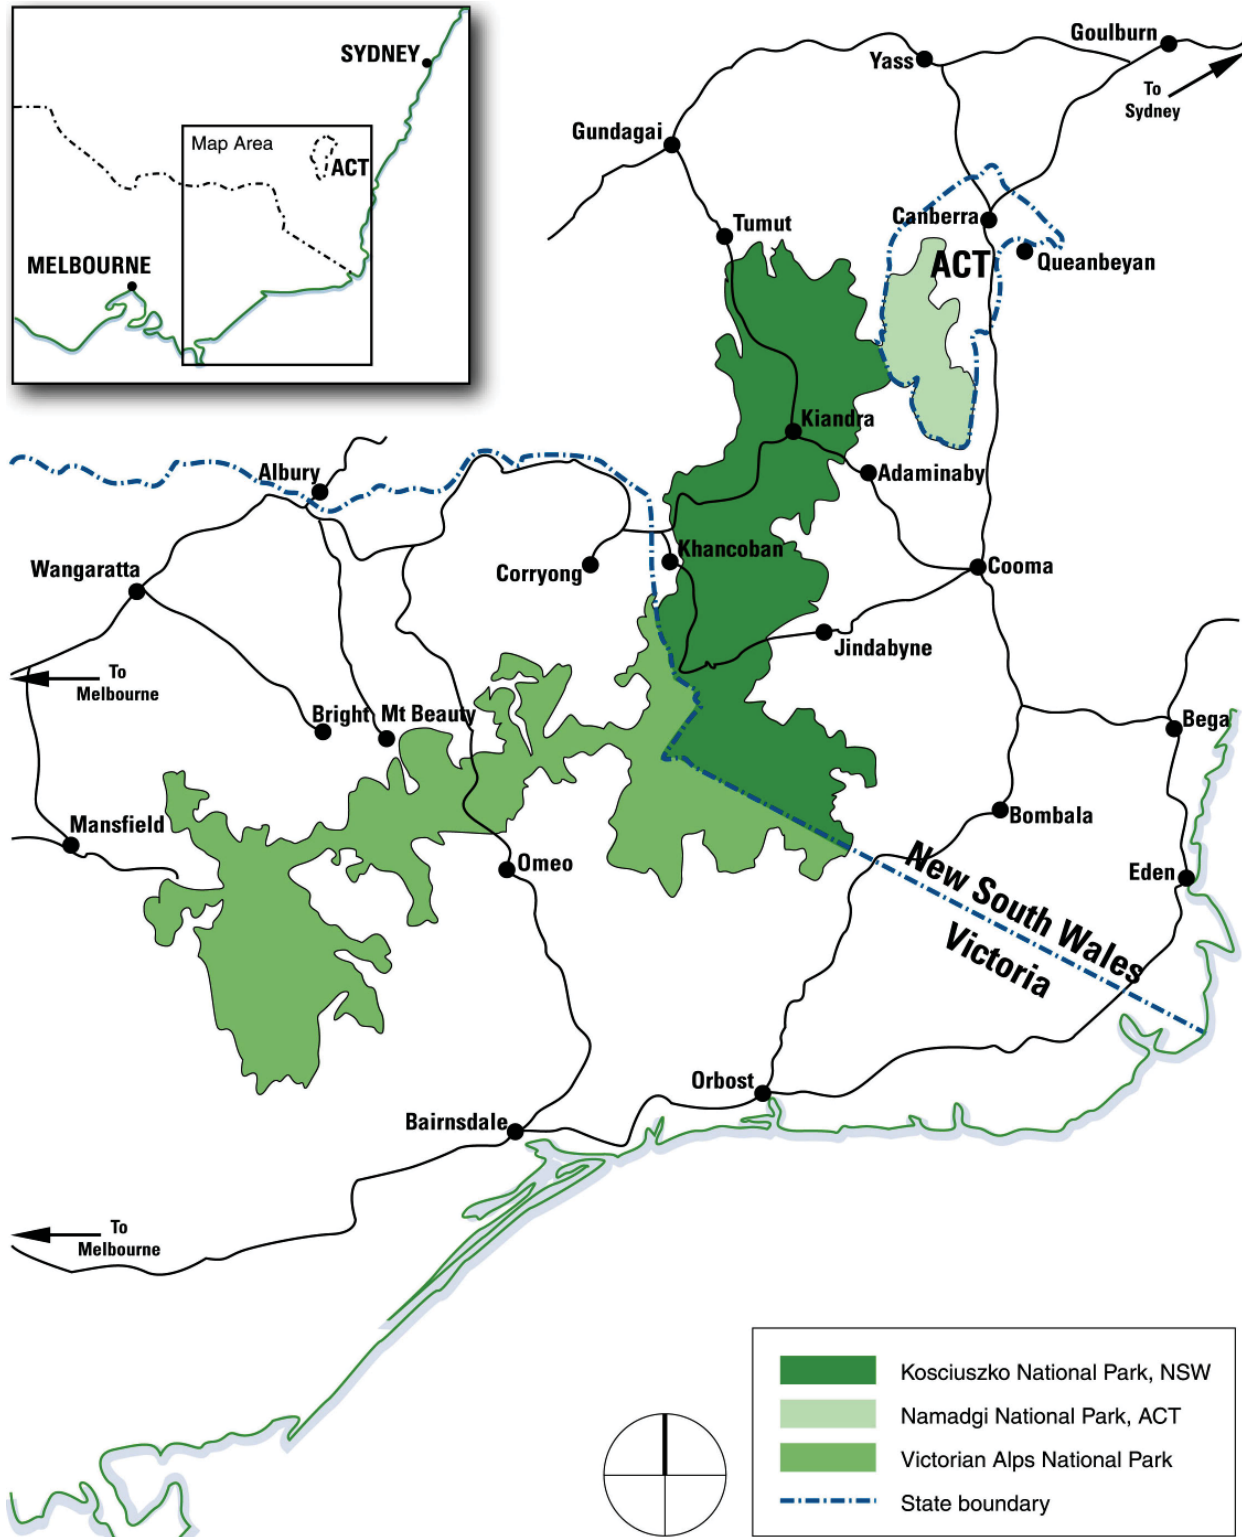 SYDNEY
Map Area
ACT
MELBOURNE
Goulburn
Yass
To
Sydney
Gundagai
Tumut
Canberra
ACT
Queanbeyan
Kiandra
Albury
Adaminaby
Khancoban
Wangaratta
Corryong
Cooma
Jindabyne
To
Melbourne
Bright
Mt Beauty
Bega
Mansfield
Bombala
Omeo
New South Wales
Victoria
Eden
Orbost
Bairnsdale
To
Melbourne
Kosciuszko National Park, NSW
Namadgi National Park, ACT
Victorian Alps National Park
State boundary